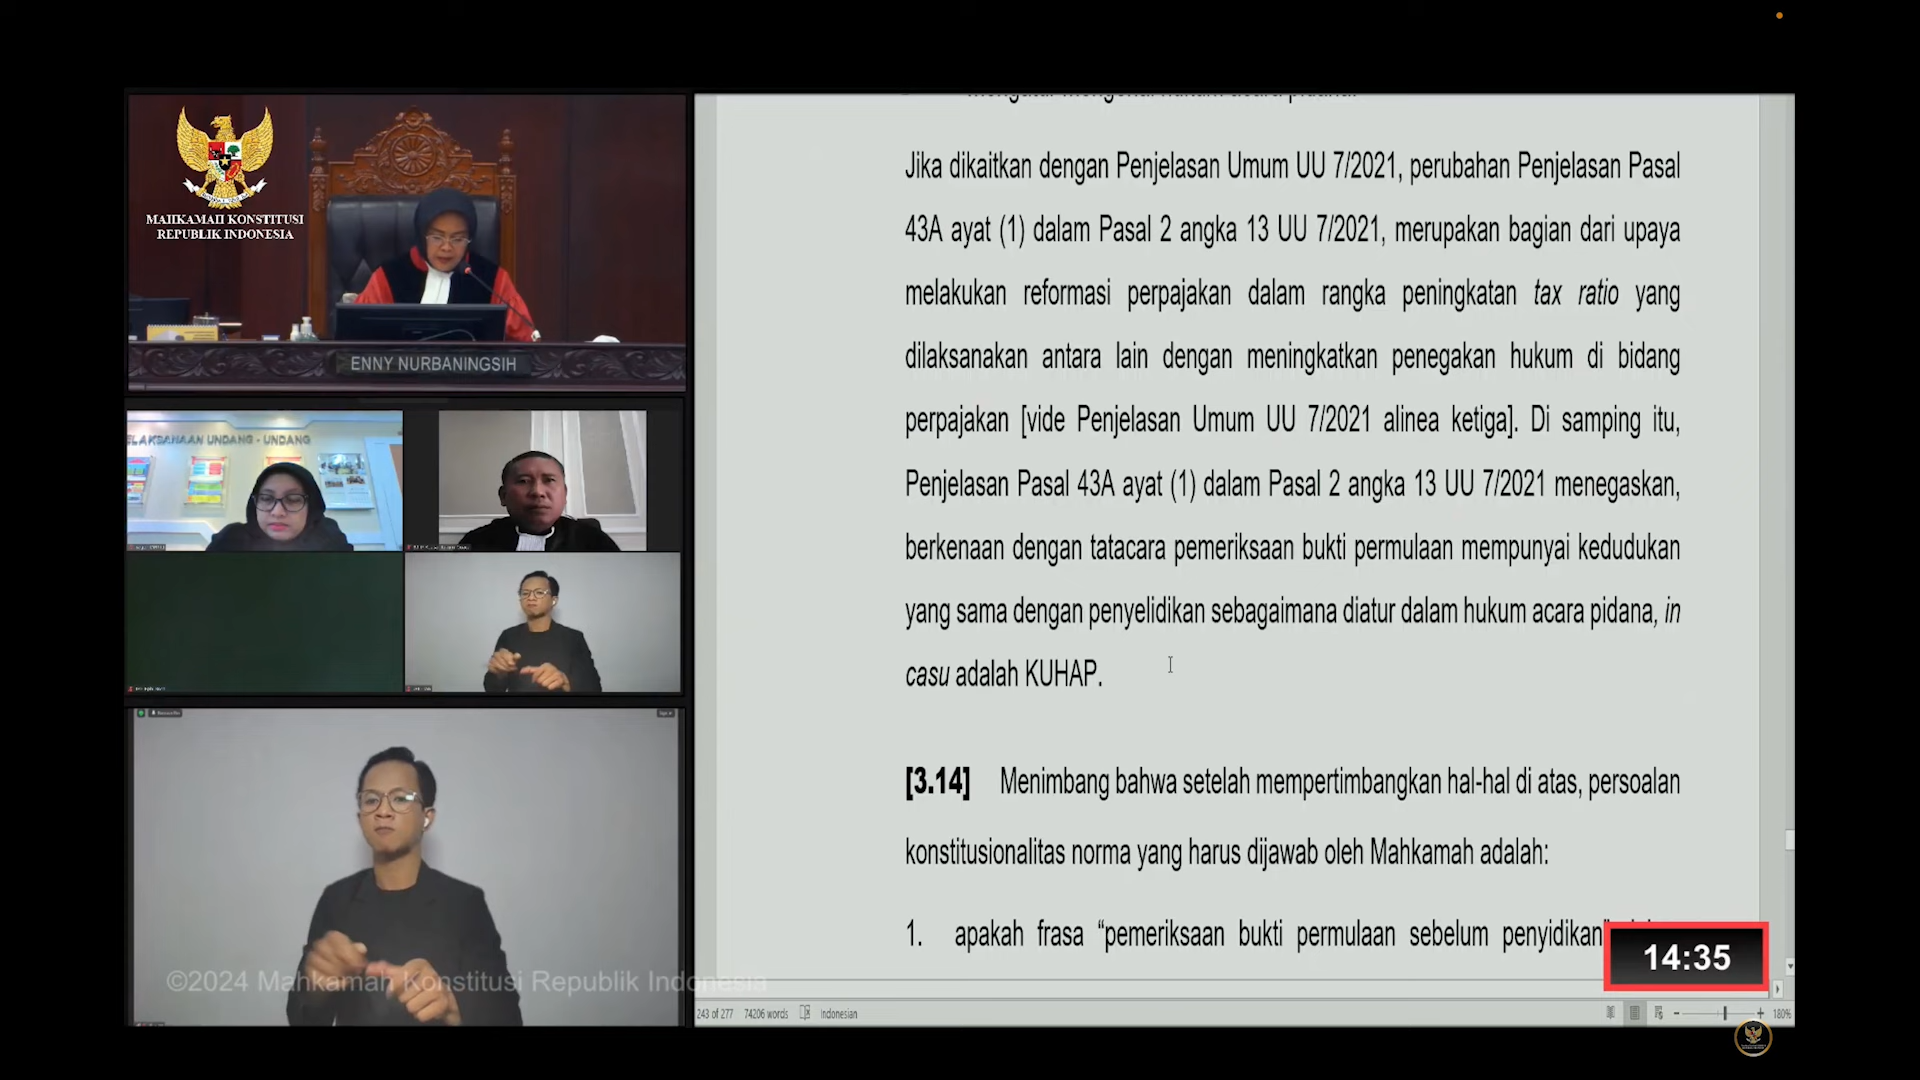 MAHKAMAH KONSTITUSI
REPUBLIK INDONESIA
ENNY NURBANINGSIH
ELAKSANAAN UNDANG - UNDANG
©2024 Mahkamah Konstitusi Republik Indonesia
Jika dikaitkan dengan Penjelasan Umum UU 7/2021, perubahan Penjelasan Pasal
43A ayat (1) dalam Pasal 2 angka 13 UU 7/2021, merupakan bagian dari upaya
melakukan reformasi perpajakan dalam rangka peningkatan tax ratio yang
dilaksanakan antara lain dengan meningkatkan penegakan hukum di bidang
perpajakan [vide Penjelasan Umum UU 7/2021 alinea ketiga]. Di samping itu,
Penjelasan Pasal 43A ayat (1) dalam Pasal 2 angka 13 UU 7/2021 menegaskan,
berkenaan dengan tatacara pemeriksaan bukti permulaan mempunyai kedudukan
yang sama dengan penyelidikan sebagaimana diatur dalam hukum acara pidana, in
casu adalah KUHAP.
[3.14] Menimbang bahwa setelah mempertimbangkan hal-hal di atas, persoalan
konstitusionalitas norma yang harus dijawab oleh Mahkamah adalah:
1. apakah frasa “pemeriksaan bukti permulaan sebelum penyidikan”
14:35
243 of 277 74206 words Indonesian
180%